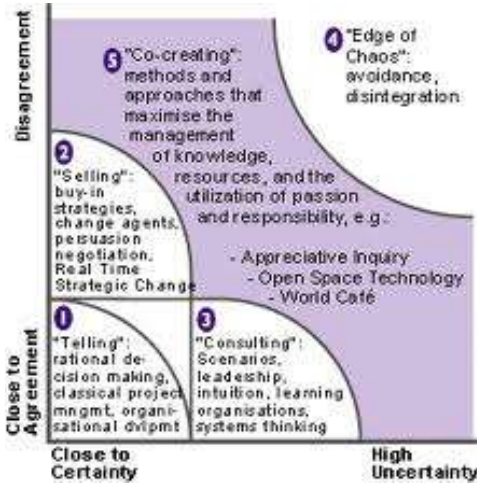 Disagreement
Close to
Agreement
5 "Co-creating":
methods and
approaches that
maximise the
management
of knowledge,
resources, and the
utilization of passion
and responsibility, e.g.:
- Appreciative Inquiry
- Open Space Technology
- World Café
4 "Edge of
Chaos":
avoidance,
disintegration
2
"Selling":
buy-in
strategies,
change agents,
persuasion
negotiation,
Real Time
Strategic Change
1
"Telling":
rational de-
cision making,
classical project
mngmt, organi-
sational dvlpmt
3
"Consulting":
Scenarios,
leadership,
intuition, learning
organisations,
systems thinking
Close to
Certainty
High
Uncertainty